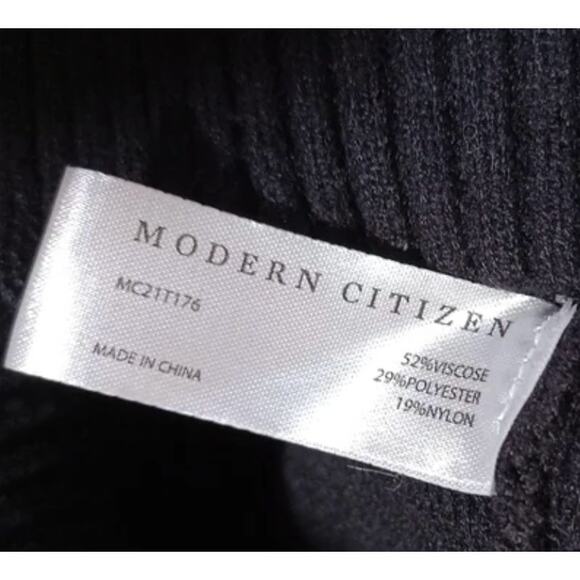 MODERN CITIZEN
MC21T176
MADE IN CHINA
52%VISCOSE
29%POLYESTER
19%NYLON